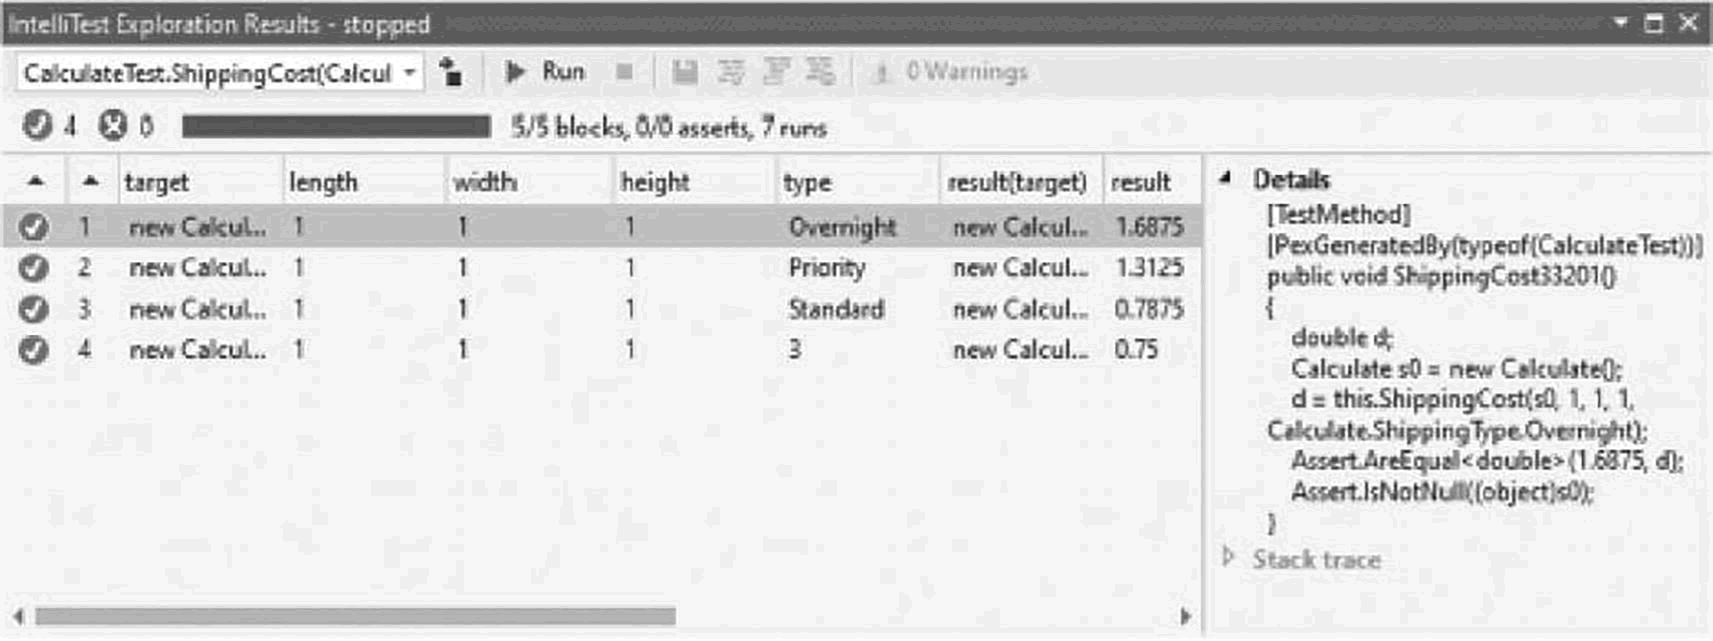 IntelliTest Exploration Results - stopped
CalculateTest.ShippingCost(Calcul Run 0 Warnings
4 0 5/5 blocks, 0/0 asserts, 7 runs
target length width height type result(target) result
1 new Calcul... 1 1 1 Overnight new Calcul... 1.6875
2 new Calcul... 1 1 1 Priority new Calcul... 1.3125
3 new Calcul... 1 1 1 Standard new Calcul... 0.7875
4 new Calcul... 1 1 1 3 new Calcul... 0.75
Details
[TestMethod]
[PexGeneratedBy(typeof(CalculateTest))]
public void ShippingCost33201()
{
double d;
Calculate s0 = new Calculate();
d = this.ShippingCost(s0, 1, 1, 1,
Calculate.ShippingType.Overnight);
Assert.AreEqual<double>(1.6875, d);
Assert.IsNotNull((object)s0);
}
Stack trace